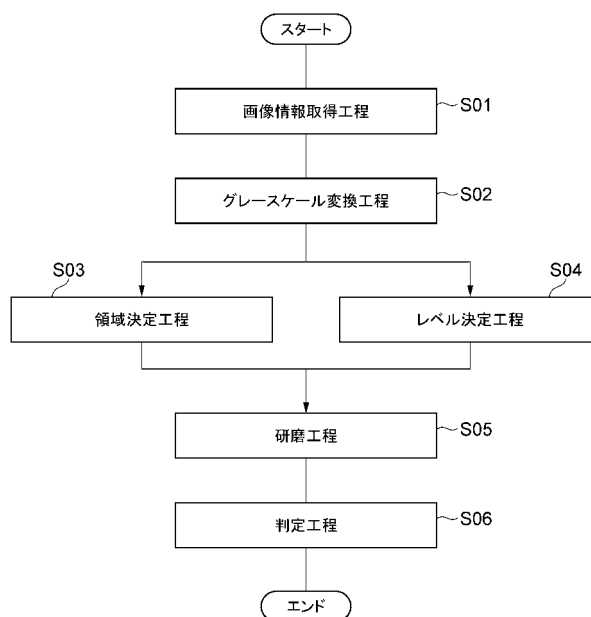 スタート
画像情報取得工程
S01
グレースケール変換工程
S02
S03
S04
領域決定工程
レベル決定工程
研磨工程
S05
判定工程
S06
エンド